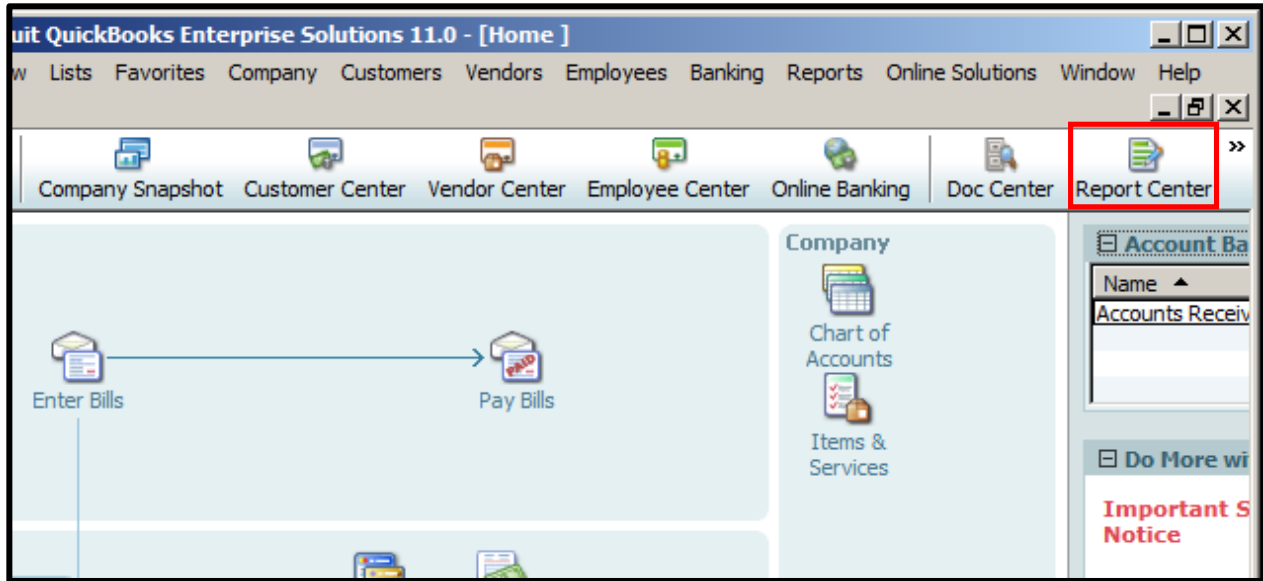 uit QuickBooks Enterprise Solutions 11.0 - [Home ]
w Lists Favorites Company Customers Vendors Employees Banking Reports Online Solutions Window Help
Company Snapshot Customer Center Vendor Center Employee Center Online Banking Doc Center Report Center »
Company
Chart of
Accounts
Items &
Services
Enter Bills
Pay Bills
PAID
Account Ba
Name
Accounts Receiv
Do More wi
Important S
Notice